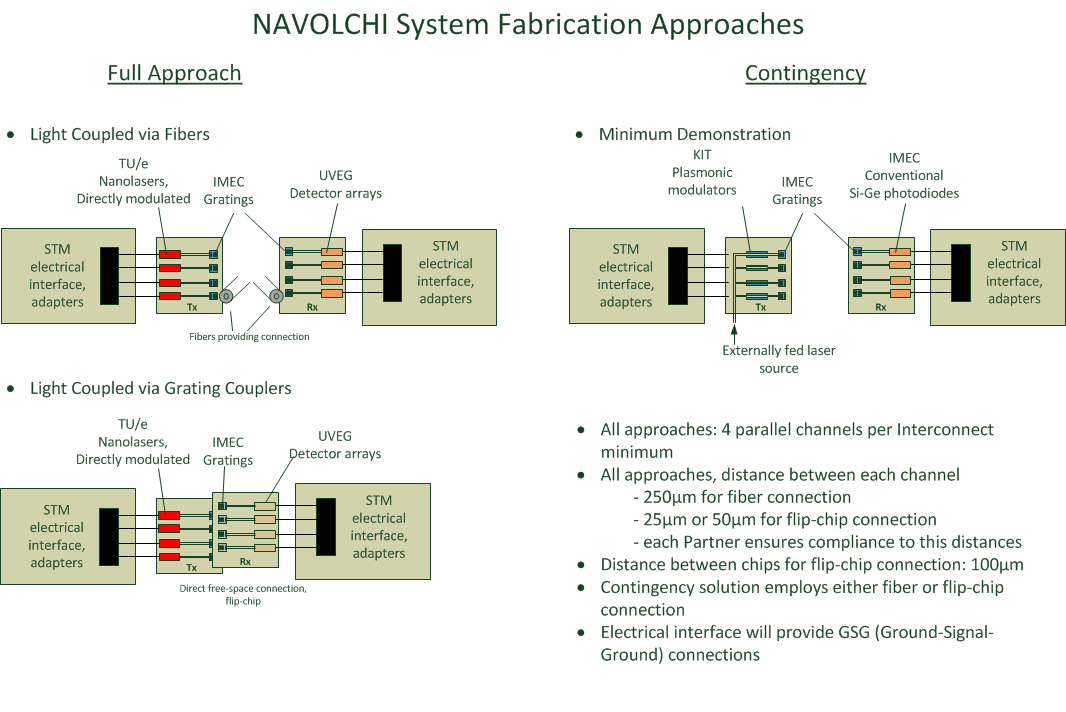 NAVOLCHI System Fabrication Approaches
Full Approach
• Light Coupled via Fibers
TU/e
Nanolasers,
Directly modulated
IMEC
Gratings
UVEG
Detector arrays
STM
electrical
interface,
adapters
Tx
Rx
STM
electrical
interface,
adapters
Fibers providing connection
• Light Coupled via Grating Couplers
TU/e
Nanolasers,
Directly modulated
IMEC
Gratings
UVEG
Detector arrays
STM
electrical
interface,
adapters
Tx
Rx
STM
electrical
interface,
adapters
Direct free-space connection,
flip-chip
Contingency
• Minimum Demonstration
KIT
Plasmonic
modulators
IMEC
Gratings
IMEC
Conventional
Si-Ge photodiodes
STM
electrical
interface,
adapters
Tx
Rx
STM
electrical
interface,
adapters
Externally fed laser
source
• All approaches: 4 parallel channels per Interconnect
minimum
• All approaches, distance between each channel
- 250µm for fiber connection
- 25µm or 50µm for flip-chip connection
- each Partner ensures compliance to this distances
• Distance between chips for flip-chip connection: 100µm
• Contingency solution employs either fiber or flip-chip
connection
• Electrical interface will provide GSG (Ground-Signal-
Ground) connections